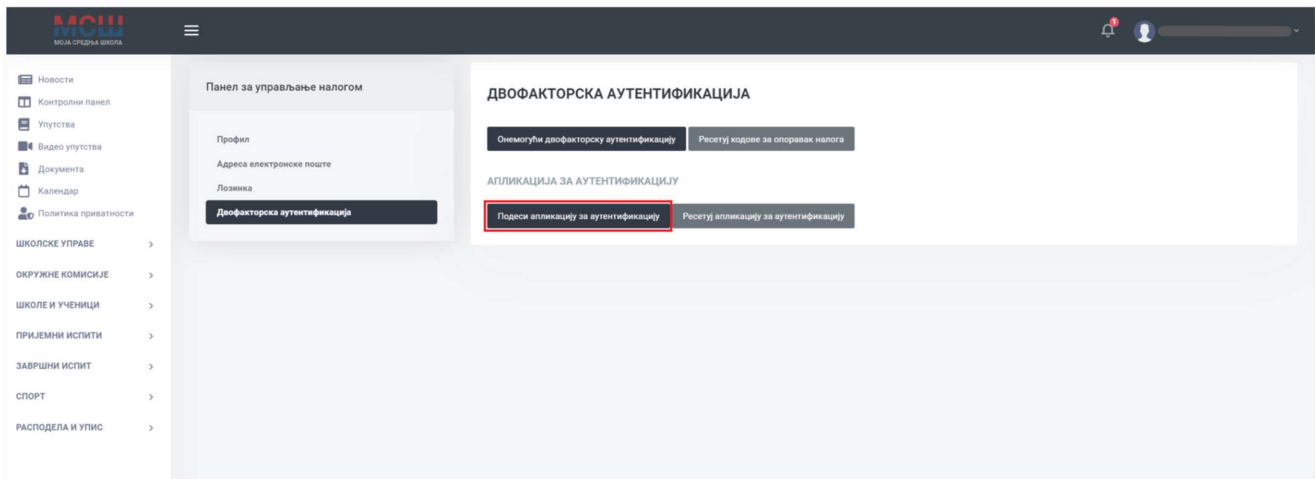 МСШ
МОЈА СРЕДЊА ШКОЛА
1
Новости
Контролни панел
Упутства
Видео упутства
Документа
Календар
Политика приватности
ШКОЛСКЕ УПРАВЕ
ОКРУЖНЕ КОМИСИЈЕ
ШКОЛЕ И УЧЕНИЦИ
ПРИЈЕМНИ ИСПИТИ
ЗАВРШНИ ИСПИТ
СПОРТ
РАСПОДЕЛА И УПИС
Панел за управљање налогом
Профил
Адреса електронске поште
Лозинка
Двофакторска аутентификација
ДВОФАКТОРСКА АУТЕНТИФИКАЦИЈА
Онемогући двофакторску аутентификацију Ресетуј кодове за опоравак налога
АПЛИКАЦИЈА ЗА АУТЕНТИФИКАЦИЈУ
Подеси апликацију за аутентификацију Ресетуј апликацију за аутентификацију